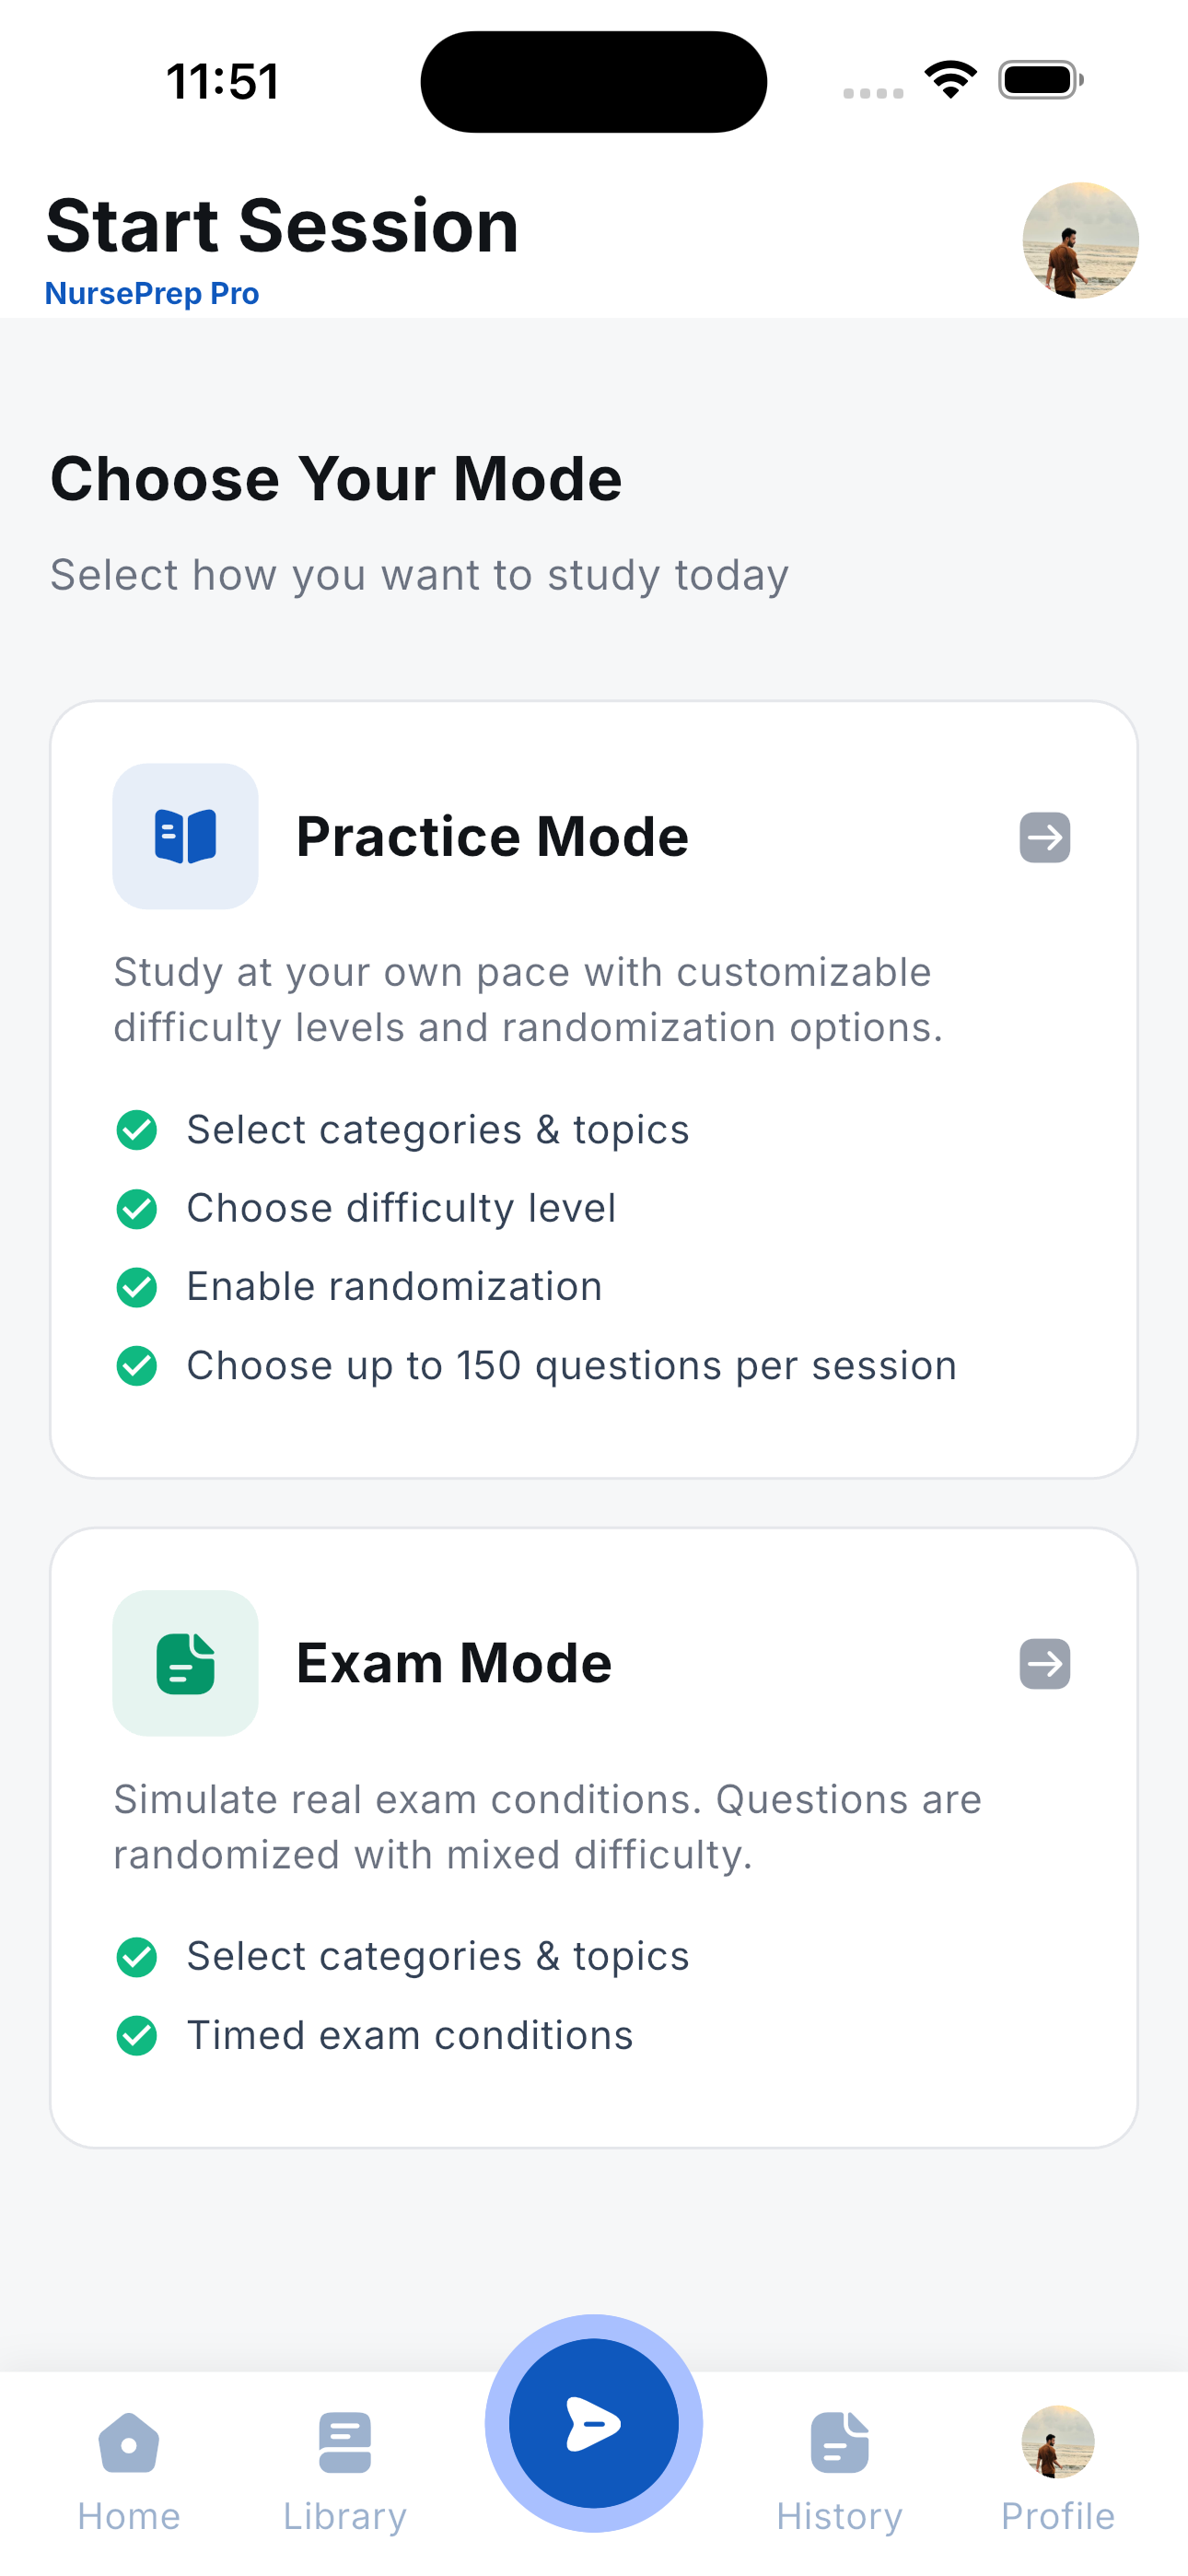 11:51
Start Session
NursePrep Pro
Choose Your Mode
Select how you want to study today
Practice Mode
Study at your own pace with customizable
difficulty levels and randomization options.
Select categories & topics
Choose difficulty level
Enable randomization
Choose up to 150 questions per session
Exam Mode
Simulate real exam conditions. Questions are
randomized with mixed difficulty.
Select categories & topics
Timed exam conditions
Home
Library
History
Profile